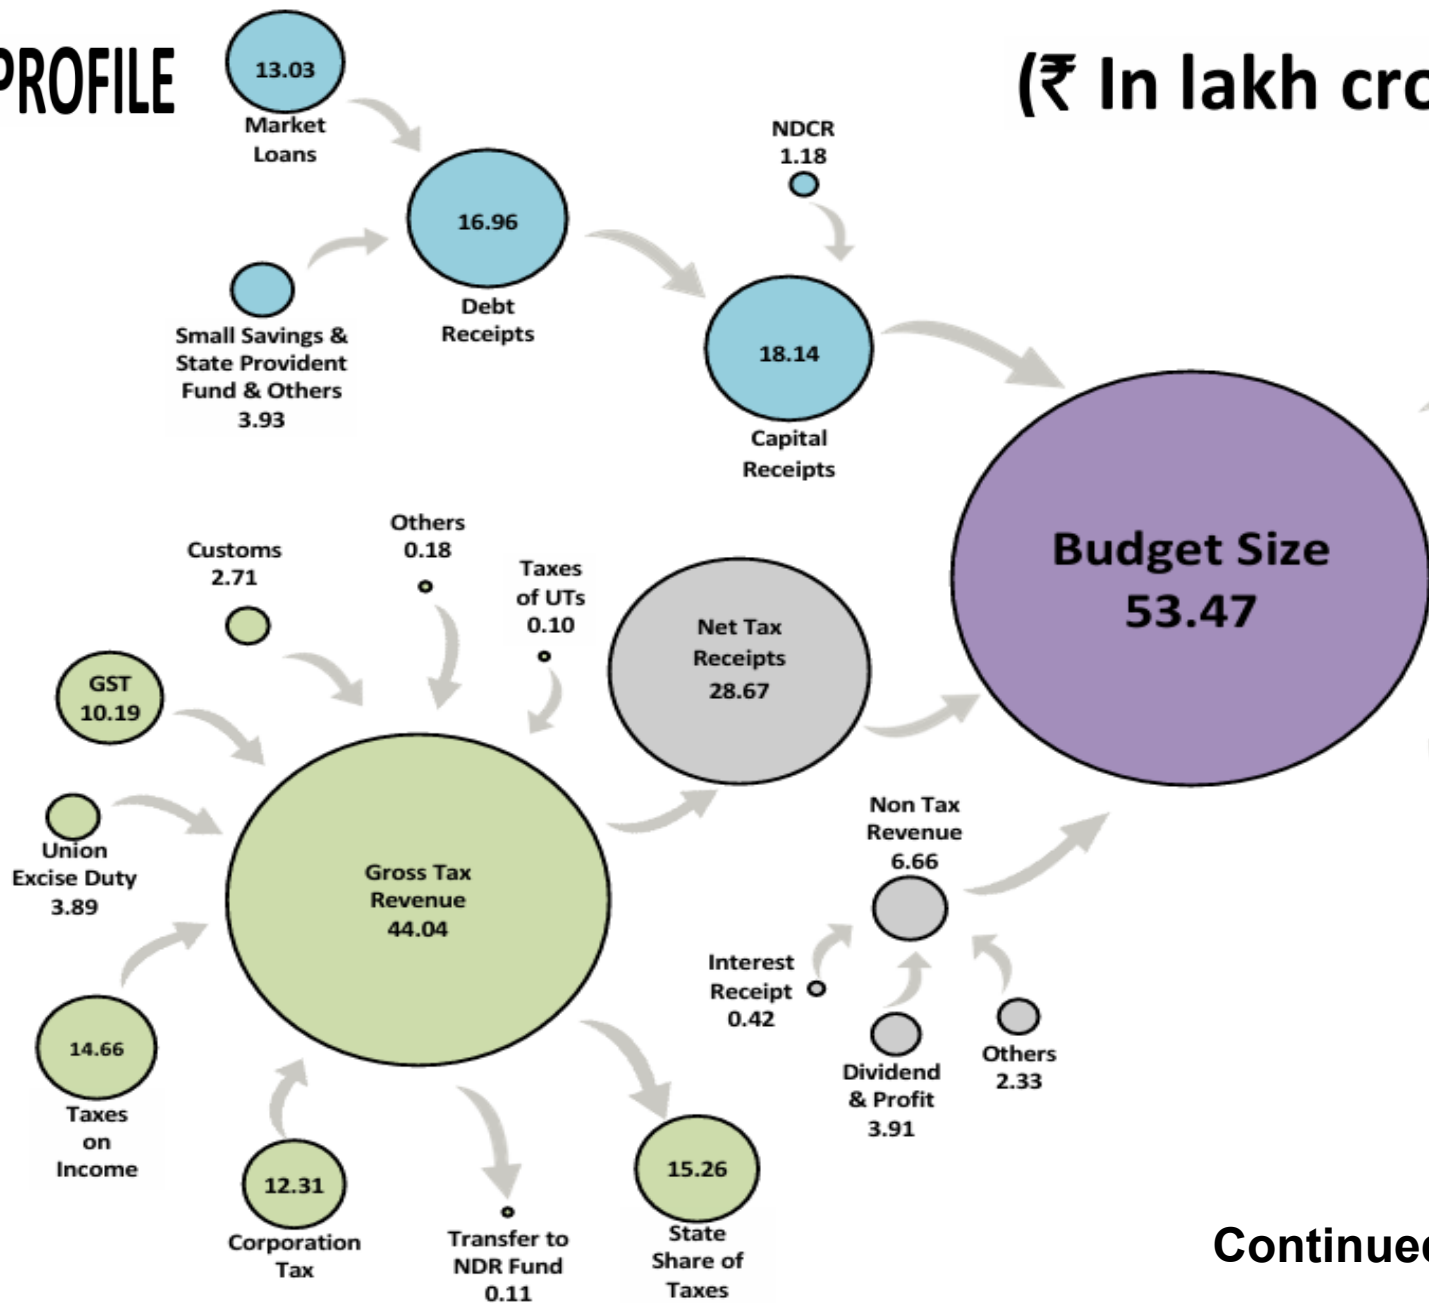 PROFILE
(₹ In lakh cro
13.03
Market
Loans
NDCR
1.18
16.96
Debt
Receipts
Small Savings &
State Provident
Fund & Others
3.93
18.14
Capital
Receipts
Budget Size
53.47
Customs
2.71
Others
0.18
Taxes
of UTs
0.10
GST
10.19
Net Tax
Receipts
28.67
Union
Excise Duty
3.89
Gross Tax
Revenue
44.04
Non Tax
Revenue
6.66
Interest
Receipt
0.42
Dividend
& Profit
3.91
Others
2.33
14.66
Taxes
on
Income
12.31
Corporation
Tax
Transfer to
NDR Fund
0.11
15.26
State
Share of
Taxes
Continued